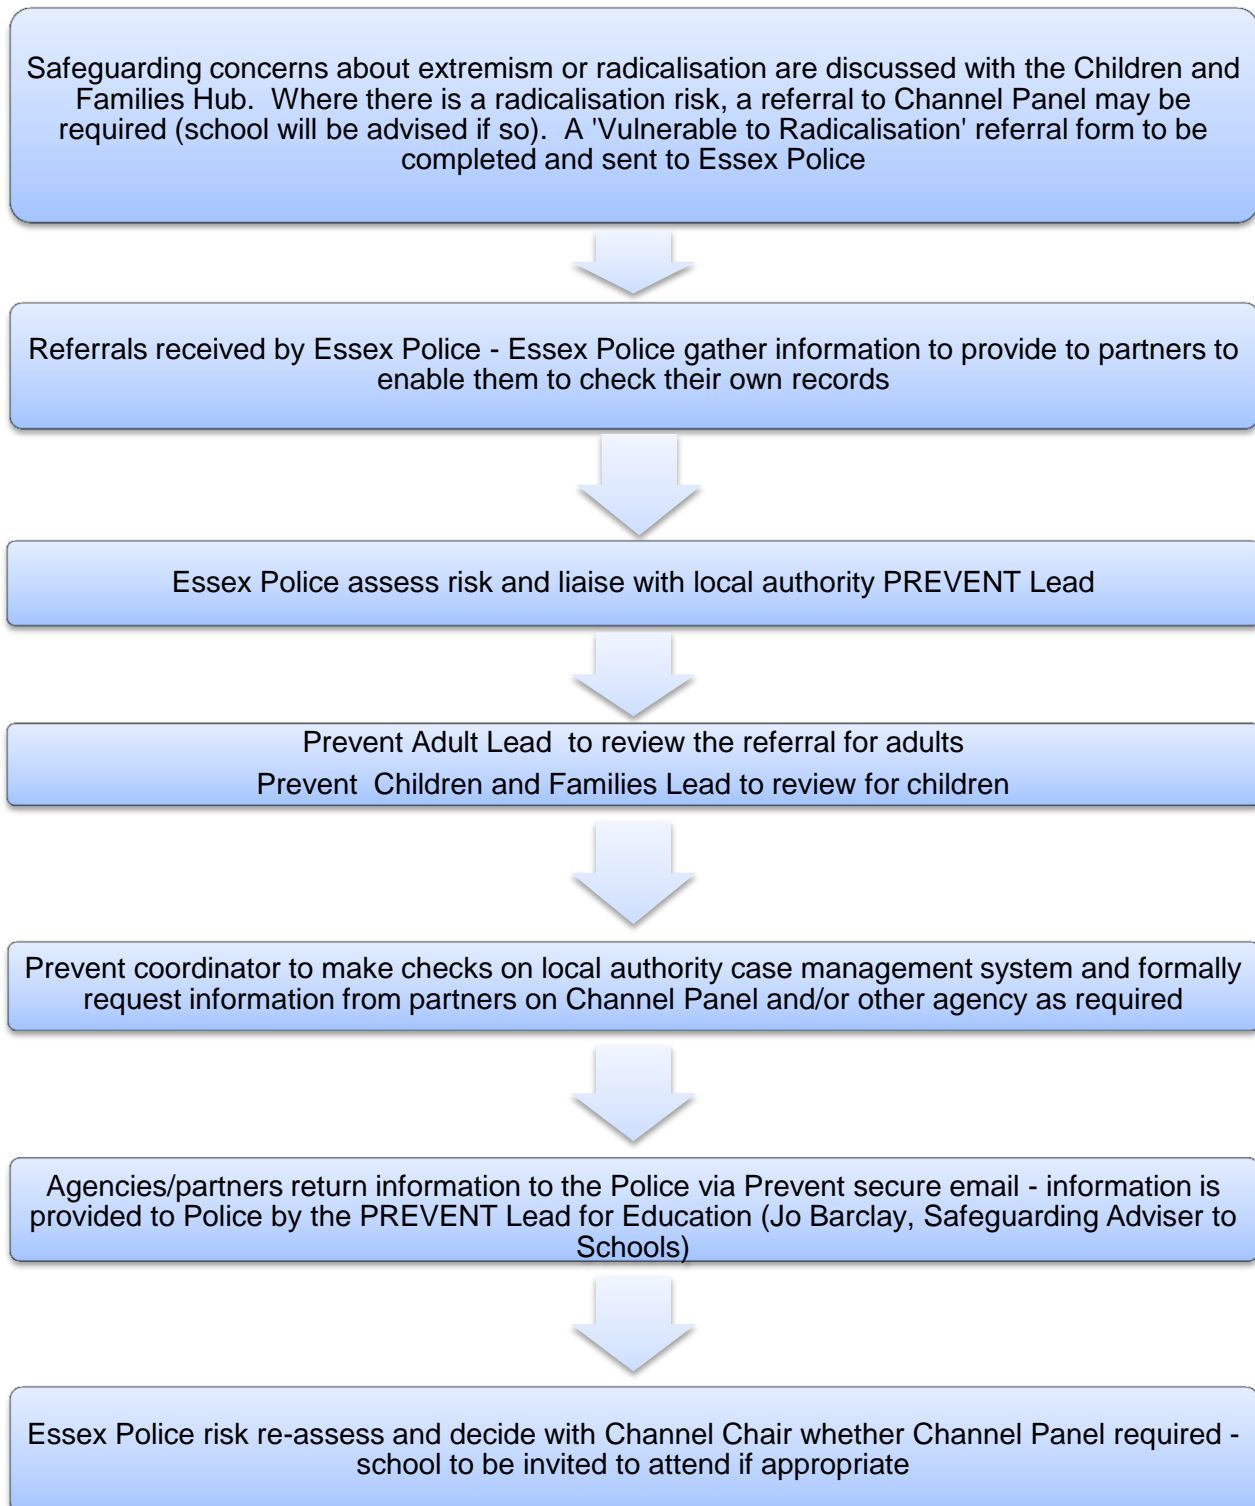 Safeguarding concerns about extremism or radicalisation are discussed with the Children and
Families Hub.  Where there is a radicalisation risk, a referral to Channel Panel may be
required (school will be advised if so).  A 'Vulnerable to Radicalisation' referral form to be
completed and sent to Essex Police
Referrals received by Essex Police - Essex Police gather information to provide to partners to
enable them to check their own records
Essex Police assess risk and liaise with local authority PREVENT Lead
Prevent Adult Lead  to review the referral for adults
Prevent  Children and Families Lead to review for children
Prevent coordinator to make checks on local authority case management system and formally
request information from partners on Channel Panel and/or other agency as required
Agencies/partners return information to the Police via Prevent secure email - information is
provided to Police by the PREVENT Lead for Education (Jo Barclay, Safeguarding Adviser to
Schools)
Essex Police risk re-assess and decide with Channel Chair whether Channel Panel required -
school to be invited to attend if appropriate